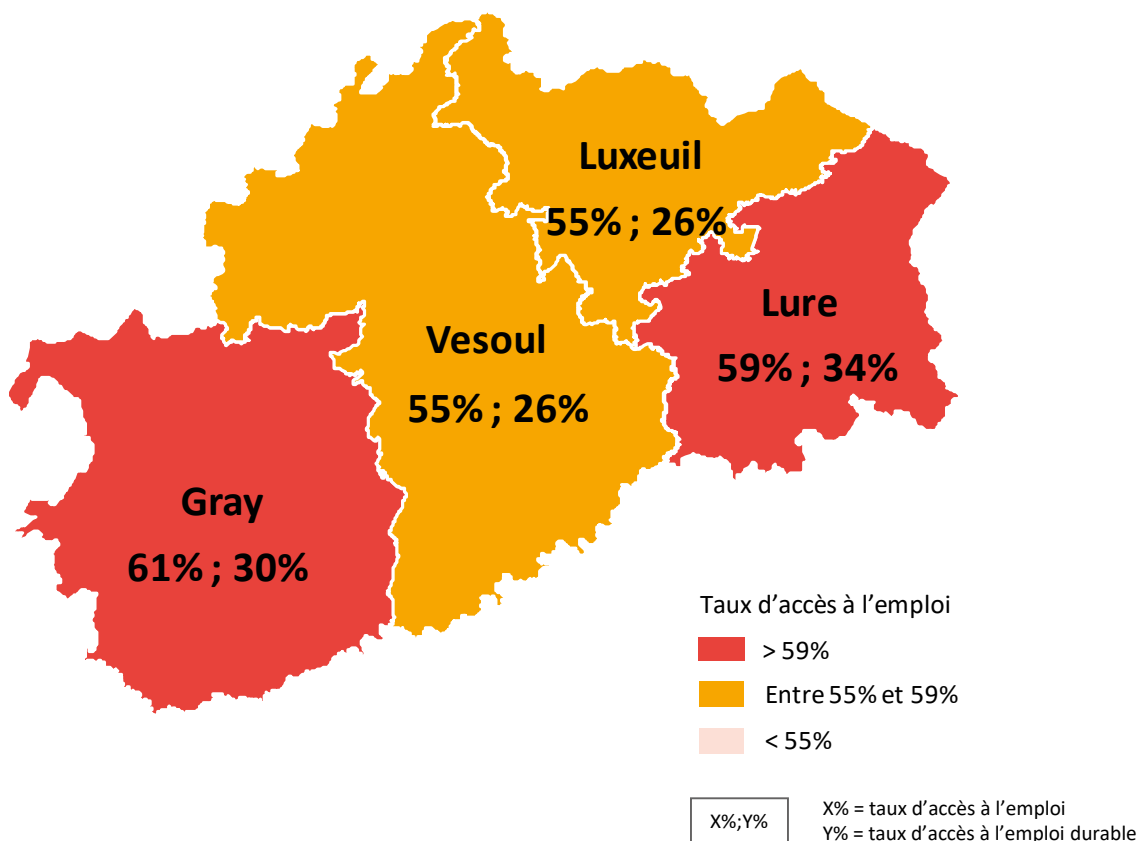 Luxeuil
55% ; 26%
Lure
59% ; 34%
Vesoul
55% ; 26%
Gray
61% ; 30%
Taux d'accès à l'emploi
> 59%
Entre 55% et 59%
< 55%
X%;Y%
X% = taux d'accès à l'emploi
Y% = taux d'accès à l'emploi durable